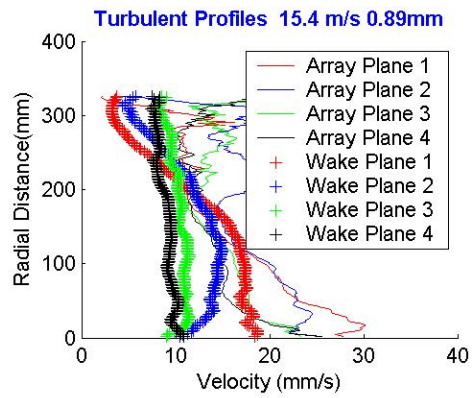 Turbulent Profiles 15.4 m/s 0.89mm
400
300
200
100
0
Radial Distance(mm)
Array Plane 1
Array Plane 2
Array Plane 3
Array Plane 4
Wake Plane 1
Wake Plane 2
Wake Plane 3
Wake Plane 4
0 10 20 30 40
Velocity (mm/s)